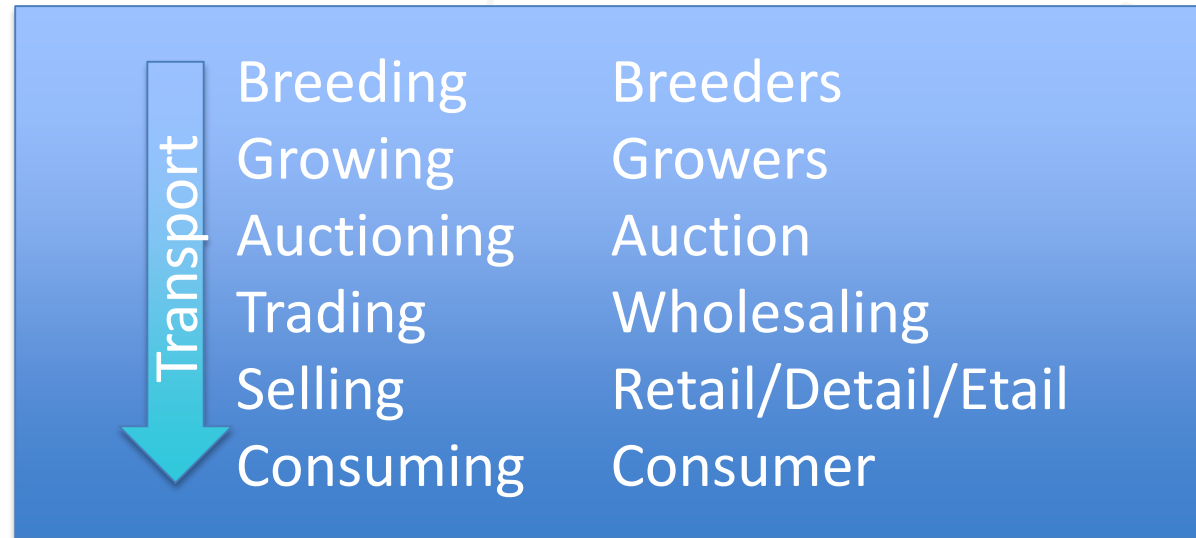 Transport
Breeding Breeders
Growing Growers
Auctioning Auction
Trading Wholesaling
Selling Retail/Detail/Etail
Consuming Consumer